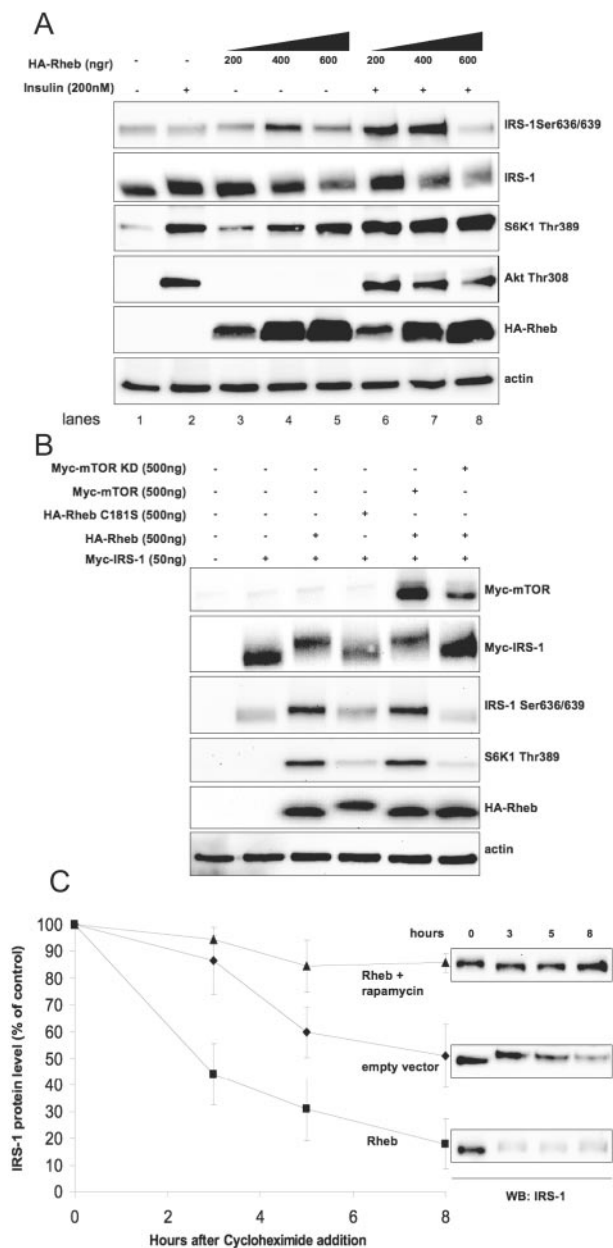 A
HA-Rheb (ngr) - - 200 400 600 200 400 600
Insulin (200nM) - + - - - + + +
IRS-1Ser636/639
IRS-1
S6K1 Thr389
Akt Thr308
HA-Rheb
actin
lanes 1 2 3 4 5 6 7 8
B
Myc-mTOR KD (500ng) - - - - - +
Myc-mTOR (500ng) - - - - + -
HA-Rheb C181S (500ng) - - - + - -
HA-Rheb (500ng) - - + - + +
Myc-IRS-1 (50ng) - + + + + +
Myc-mTOR
Myc-IRS-1
IRS-1 Ser636/639
S6K1 Thr389
HA-Rheb
actin
C
IRS-1 protein level (% of control)
100
90
80
70
60
50
40
30
20
10
0
0 2 4 6 8
Hours after Cycloheximide addition
hours 0 3 5 8
Rheb +
rapamycin
empty vector
Rheb
WB: IRS-1